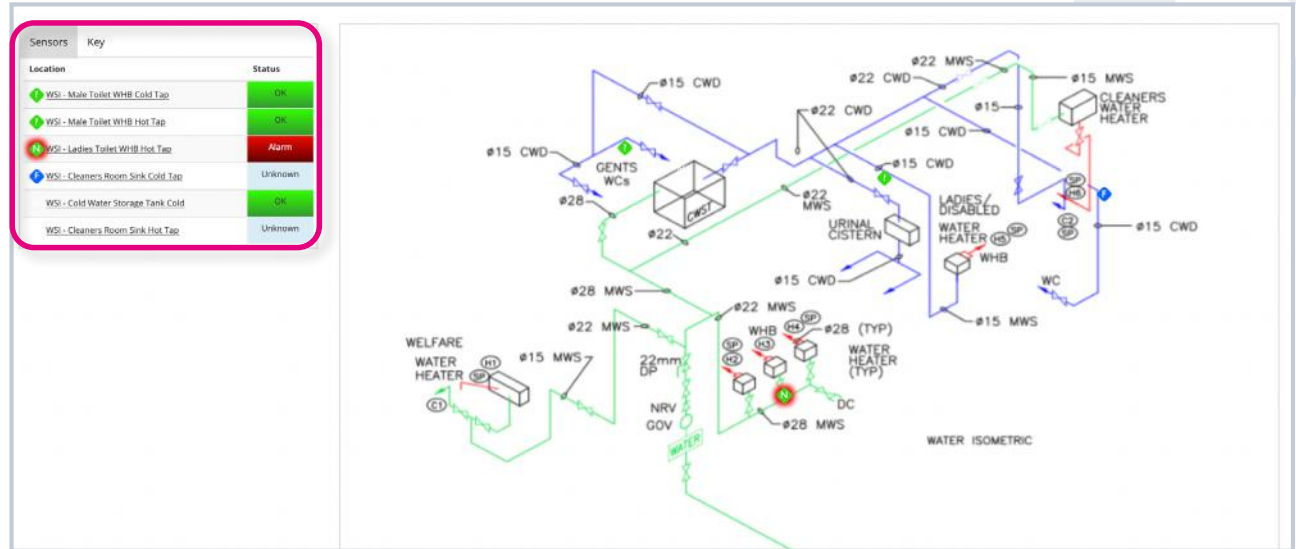 Sensors Key
Location Status
WSI - Male Toilet WHB Cold Tap OK
WSI - Male Toilet WHB Hot Tap OK
N WSI - Ladies Toilet WHB Hot Tap Alarm
F WSI - Cleaners Room Sink Cold Tap Unknown
WSI - Cold Water Storage Tank Cold OK
WSI - Cleaners Room Sink Hot Tap Unknown
ø22 MWS
ø15 CWD
ø22 CWD
ø15 MWS
CLEANERS
WATER
HEATER
ø15
ø22 CWD
ø15 CWD
ø15 CWD
GENTS
WCs
ø15 CWD
SP
H6
F
ø28
CWST
ø22
MWS
LADIES/
DISABLED
WATER
HEATER
H5
SP
C2
SP
ø15 CWD
URINAL
CISTERN
ø22
WHB
ø15 CWD
WC
ø28 MWS
ø22 MWS
ø15 MWS
ø22 MWS
WHB
H4
SP
ø28 (TYP)
WELFARE
WATER
HEATER
H1
SP
ø15 MWS
22mm
DP
SP
H2
H3
WATER
HEATER
(TYP)
C1
N
DC
NRV
GOV
ø28 MWS
WATER
WATER ISOMETRIC